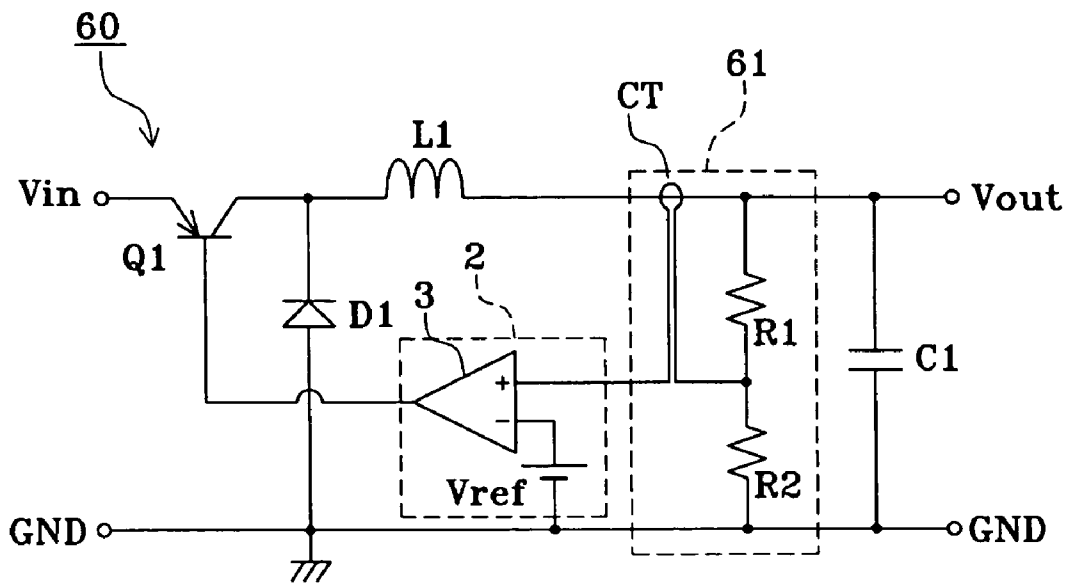 60
61
CT
L1
Vin
Vout
Q1
2
3
D1
R1
C1
+
−
Vref
R2
GND
GND